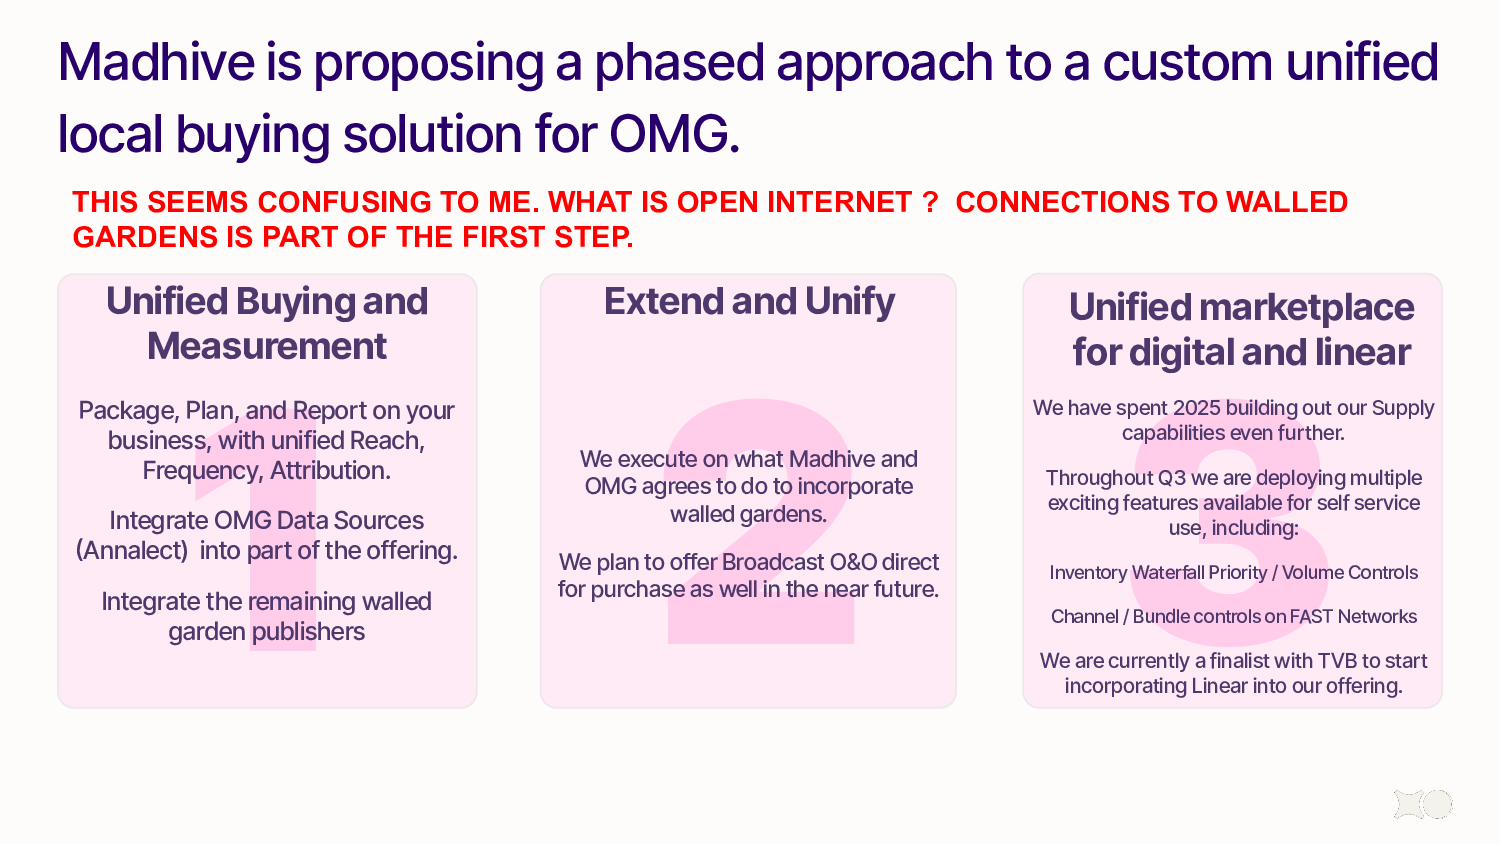 Madhive is proposing a phased approach to a custom unified
local buying solution for OMG.
THIS SEEMS CONFUSING TO ME. WHAT IS OPEN INTERNET ?  CONNECTIONS TO WALLED
GARDENS IS PART OF THE FIRST STEP.
1
Unified Buying and
Measurement
Package, Plan, and Report on your
business, with unified Reach,
Frequency, Attribution.
Integrate OMG Data Sources
(Annalect)  into part of the offering.
Integrate the remaining walled
garden publishers
2
Extend and Unify
We execute on what Madhive and
OMG agrees to do to incorporate
walled gardens.
We plan to offer Broadcast O&O direct
for purchase as well in the near future.
3
Unified marketplace
for digital and linear
We have spent 2025 building out our Supply
capabilities even further.
Throughout Q3 we are deploying multiple
exciting features available for self service
use, including:
Inventory Waterfall Priority / Volume Controls
Channel / Bundle controls on FAST Networks
We are currently a finalist with TVB to start
incorporating Linear into our offering.